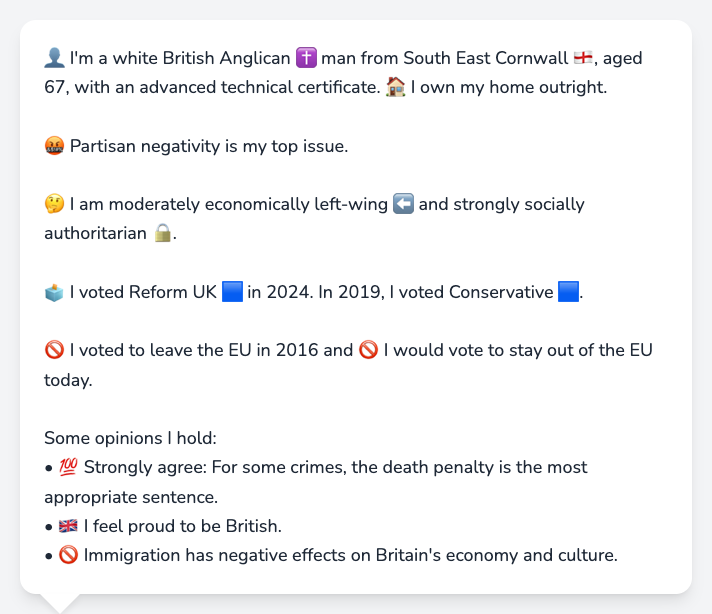 👤 I'm a white British Anglican ✝️ man from South East Cornwall 🏴󠁧󠁢󠁥󠁮󠁧󠁿, aged
67, with an advanced technical certificate. 🏠 I own my home outright.
🤬 Partisan negativity is my top issue.
🤔 I am moderately economically left-wing ⬅️ and strongly socially
authoritarian 🔒.
🗳️ I voted Reform UK 🟦 in 2024. In 2019, I voted Conservative 🟦.
🚫 I voted to leave the EU in 2016 and 🚫 I would vote to stay out of the EU
today.
Some opinions I hold:
• 💯 Strongly agree: For some crimes, the death penalty is the most
appropriate sentence.
• 🇬🇧 I feel proud to be British.
• 🚫 Immigration has negative effects on Britain's economy and culture.